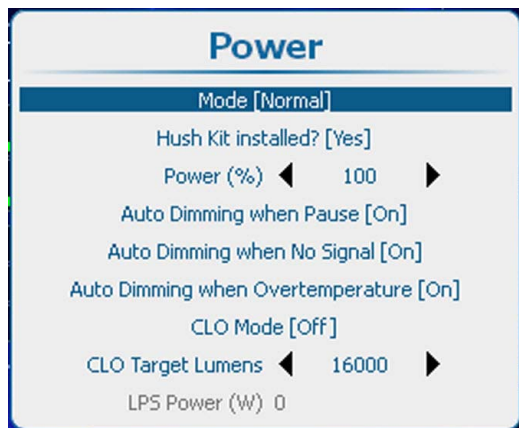 Power
Mode [Normal]
Hush Kit installed? [Yes]
Power (%) 100
Auto Dimming when Pause [On]
Auto Dimming when No Signal [On]
Auto Dimming when Overtemperature [On]
CLO Mode [Off]
CLO Target Lumens 16000
LPS Power (W) 0